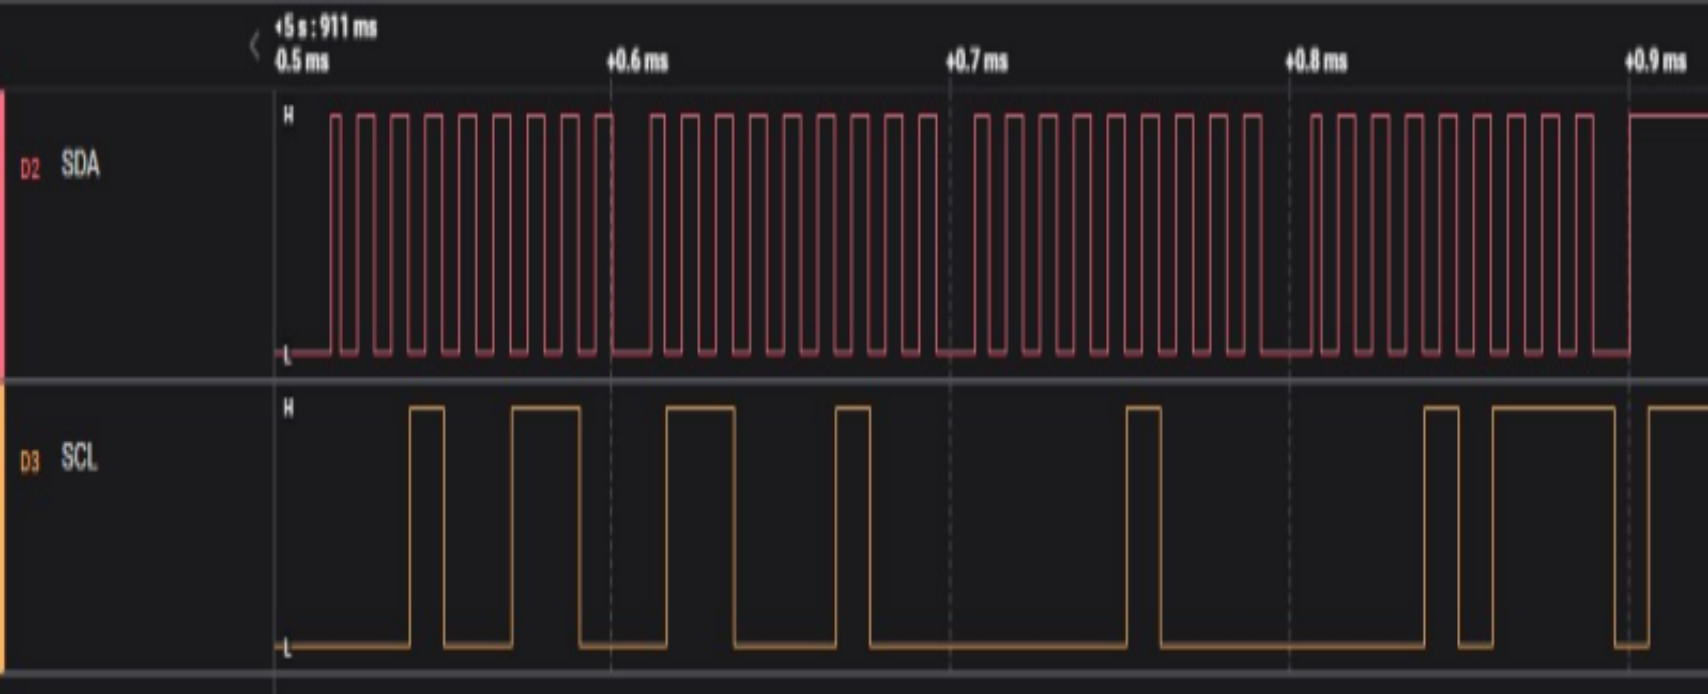 +5 s : 911 ms
0.5 ms +0.6 ms +0.7 ms +0.8 ms +0.9 ms
H
D2 SDA
L
H
D3 SCL
L